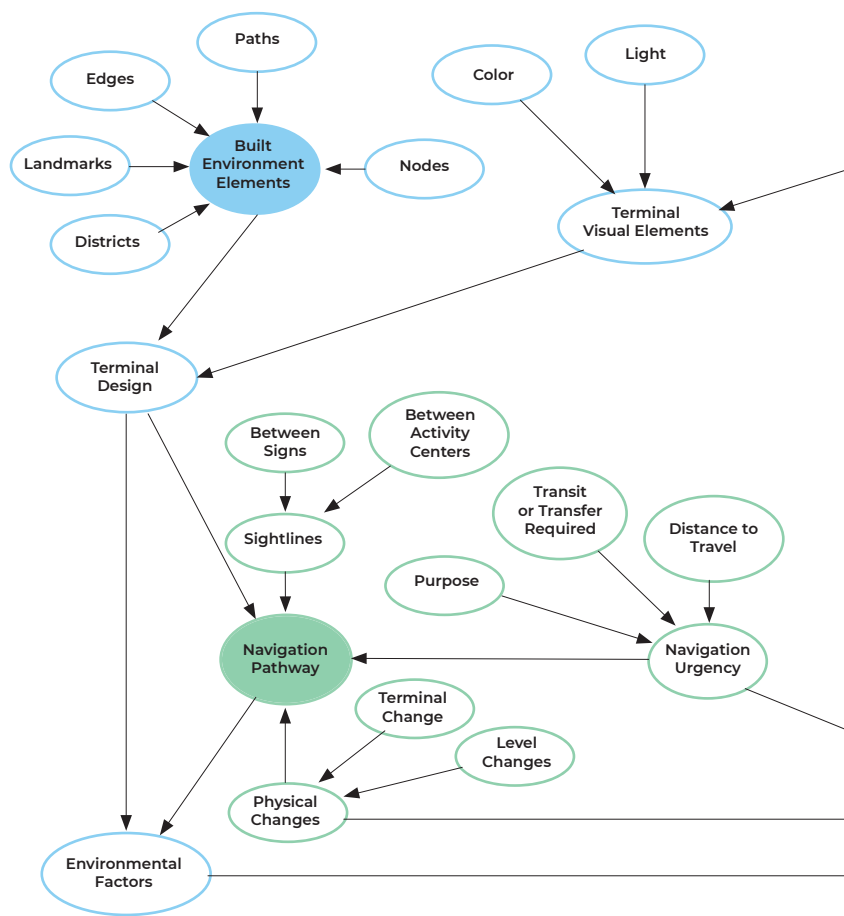 Paths
Light
Edges
Color
Built
Environment
Elements
Landmarks
Nodes
Terminal
Visual Elements
Districts
Terminal
Design
Between
Signs
Between
Activity
Centers
Transit
or Transfer
Required
Distance to
Travel
Sightlines
Purpose
Navigation
Pathway
Navigation
Urgency
Terminal
Change
Level
Changes
Physical
Changes
Environmental
Factors